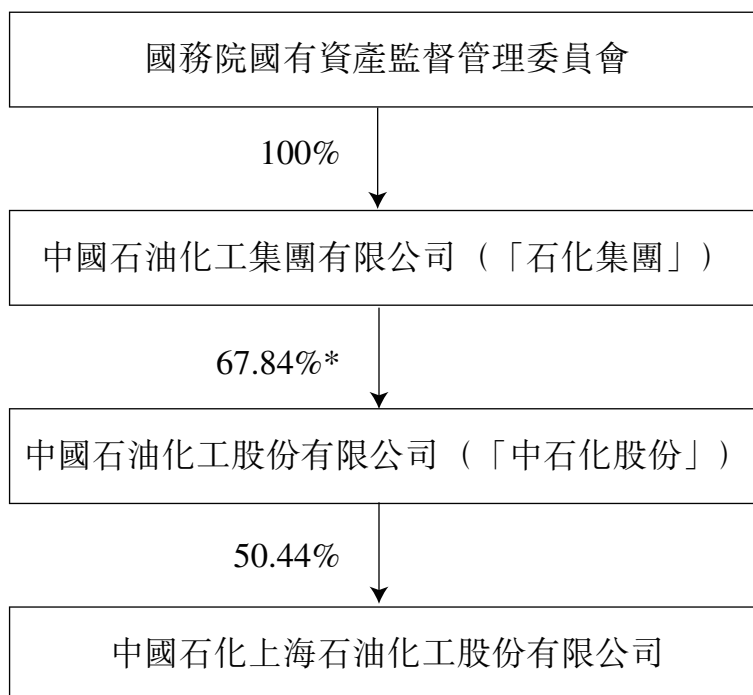 國務院國有資產監督管理委員會
100%
中國石油化工集團有限公司（「石化集團」）
67.84%*
中國石油化工股份有限公司（「中石化股份」）
50.44%
中國石化上海石油化工股份有限公司